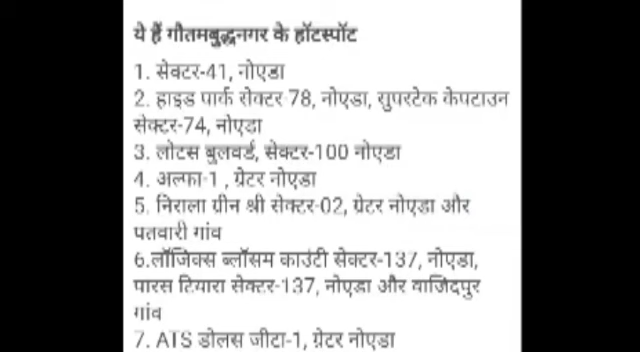 ये हैं गौतमबुद्धनगर के हॉटस्पॉट
1. सेक्टर-41, नोएडा
2. हाइड पार्क सेक्टर-78, नोएडा, सुपरटेक केपटाउन
सेक्टर-74, नोएडा
3. लोटस बुलवर्ड, सेक्टर-100 नोएडा
4. अल्फा-1 , ग्रेटर नोएडा
5. निराला ग्रीन श्री सेक्टर-02, ग्रेटर नोएडा और
पतवारी गांव
6.लॉजिक्स ब्लॉसम काउंटी सेक्टर-137, नोएडा,
पारस टियारा सेक्टर-137, नोएडा और वाजिदपुर
गांव
7. ATS डोलस जीटा-1, ग्रेटर नोएडा